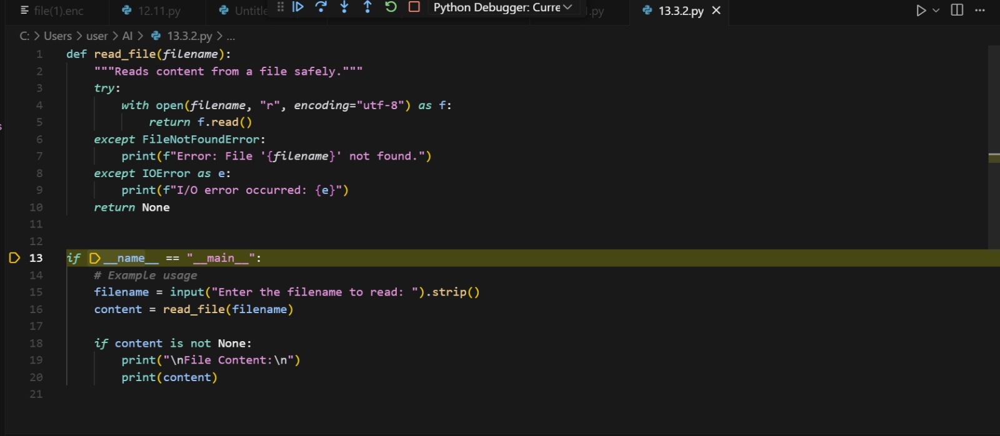 file(1).enc 12.11.py Untitle Python Debugger: Curre .py 13.3.2.py
C: > Users > user > AI > 13.3.2.py > ...
1 def read_file(filename):
2 """Reads content from a file safely."""
3 try:
4 with open(filename, "r", encoding="utf-8") as f:
5 return f.read()
6 except FileNotFoundError:
7 print(f"Error: File '{filename}' not found.")
8 except IOError as e:
9 print(f"I/O error occurred: {e}")
10 return None
11
12
13 if __name__ == "__main__":
14 # Example usage
15 filename = input("Enter the filename to read: ").strip()
16 content = read_file(filename)
17
18 if content is not None:
19 print("\nFile Content:\n")
20 print(content)
21